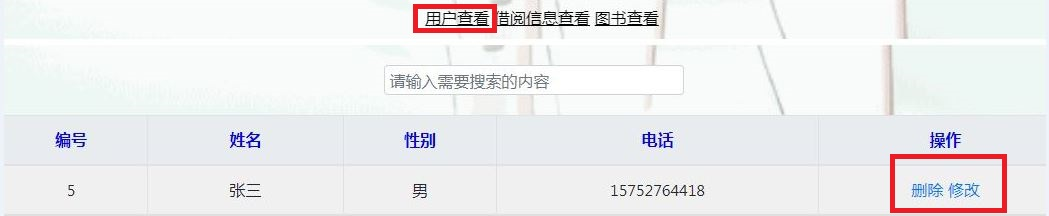 用户查看 借阅信息查看 图书查看
请输入需要搜索的内容
编号 姓名 性别 电话 操作
5 张三 男 15752764418 删除 修改